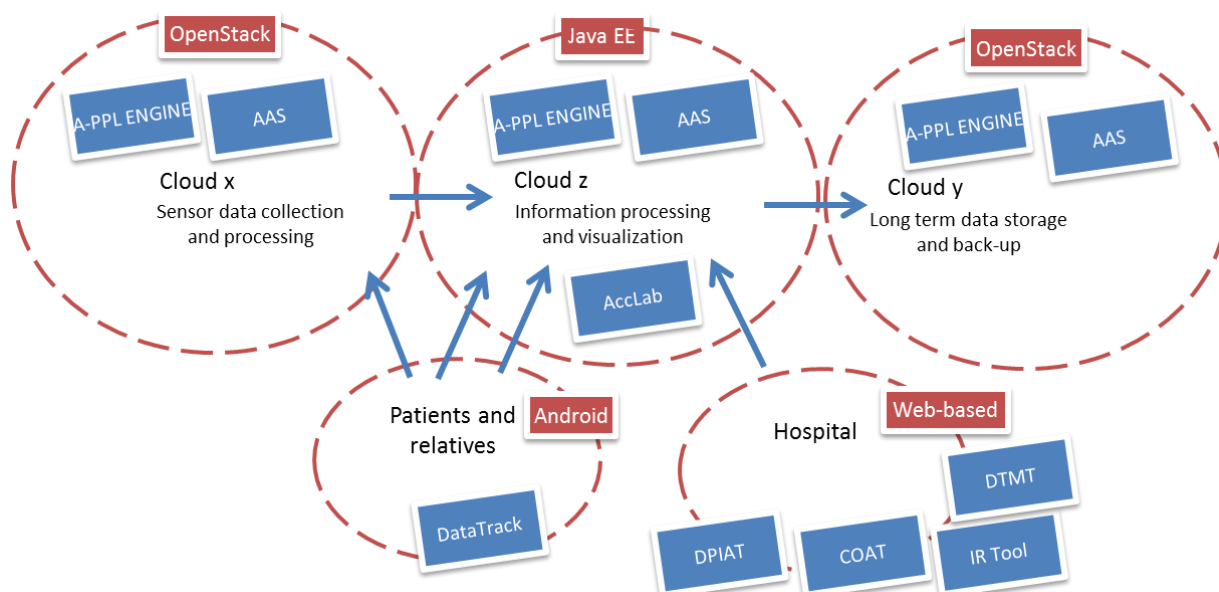 OpenStack
A-PPL ENGINE
AAS
Cloud x
Sensor data collection
and processing
Java EE
A-PPL ENGINE
AAS
Cloud z
Information processing
and visualization
AccLab
OpenStack
A-PPL ENGINE
AAS
Cloud y
Long term data storage
and back-up
Patients and
relatives
Android
DataTrack
Hospital
Web-based
DTMT
DPIAT
COAT
IR Tool